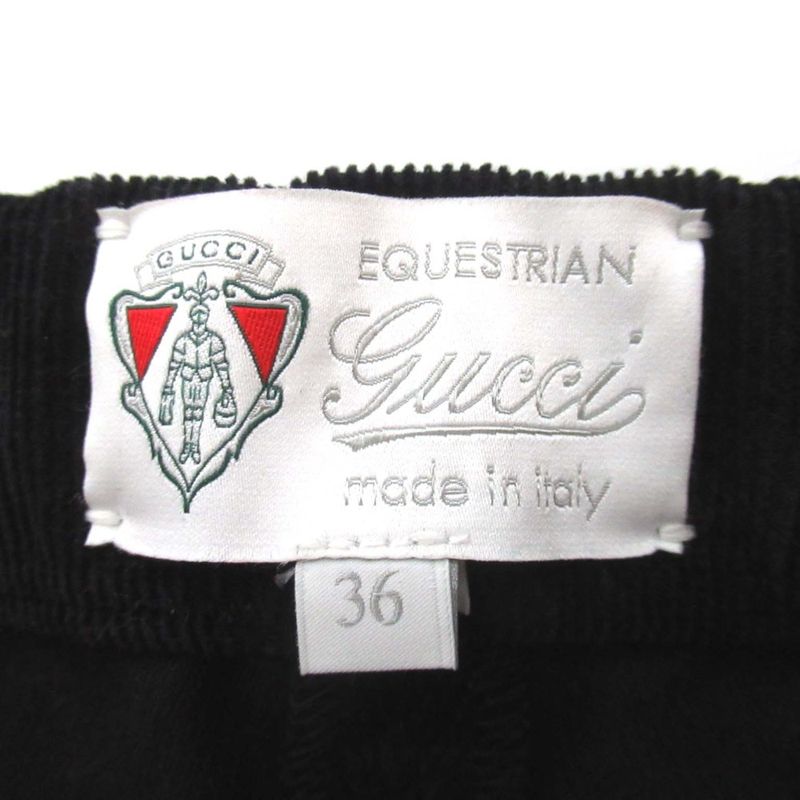 GUCCI
EQUESTRIAN
Gucci
made in italy
36